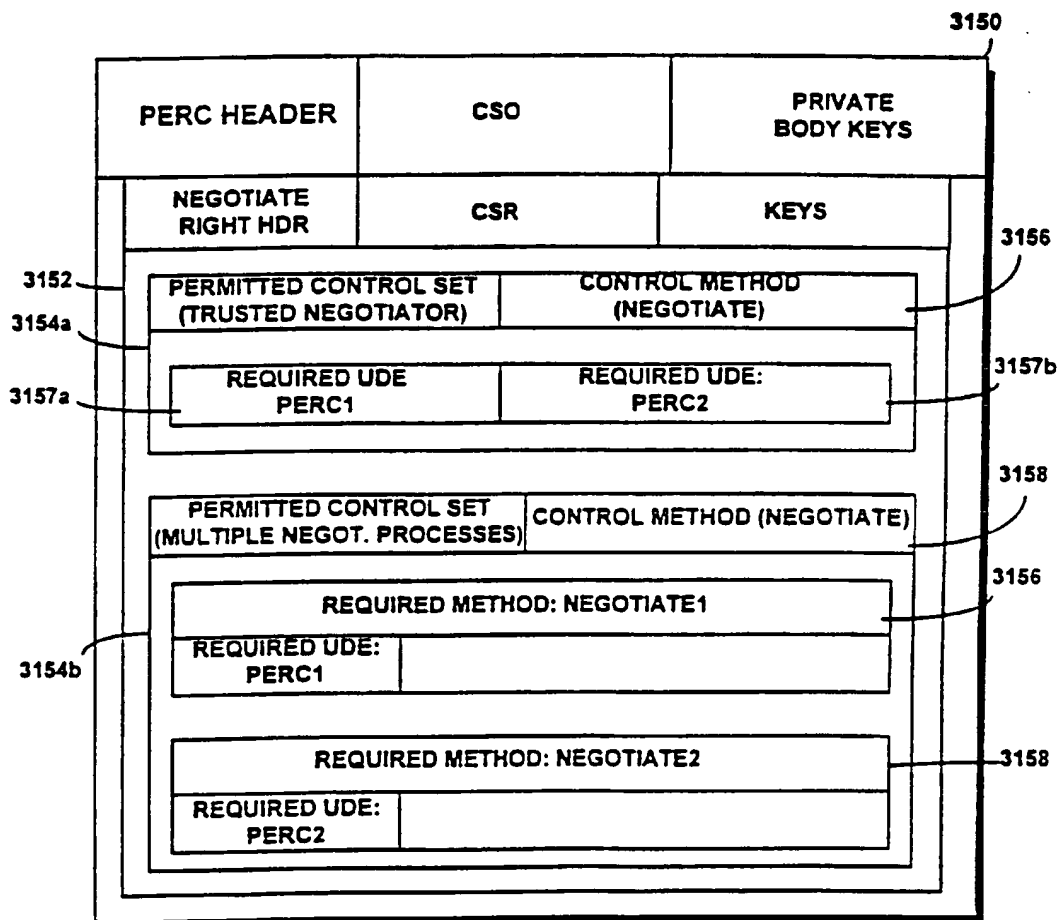 3150
PERC HEADER
CSO
PRIVATE
BODY KEYS
NEGOTIATE
RIGHT HDR
CSR
KEYS
3156
3152
PERMITTED CONTROL SET
(TRUSTED NEGOTIATOR)
CONTROL METHOD
(NEGOTIATE)
3154a
REQUIRED UDE
PERC1
REQUIRED UDE:
PERC2
3157b
3157a
3158
PERMITTED CONTROL SET
(MULTIPLE NEGOT. PROCESSES)
CONTROL METHOD (NEGOTIATE)
3156
REQUIRED METHOD: NEGOTIATE1
REQUIRED UDE:
PERC1
3154b
REQUIRED METHOD: NEGOTIATE2
3158
REQUIRED UDE:
PERC2